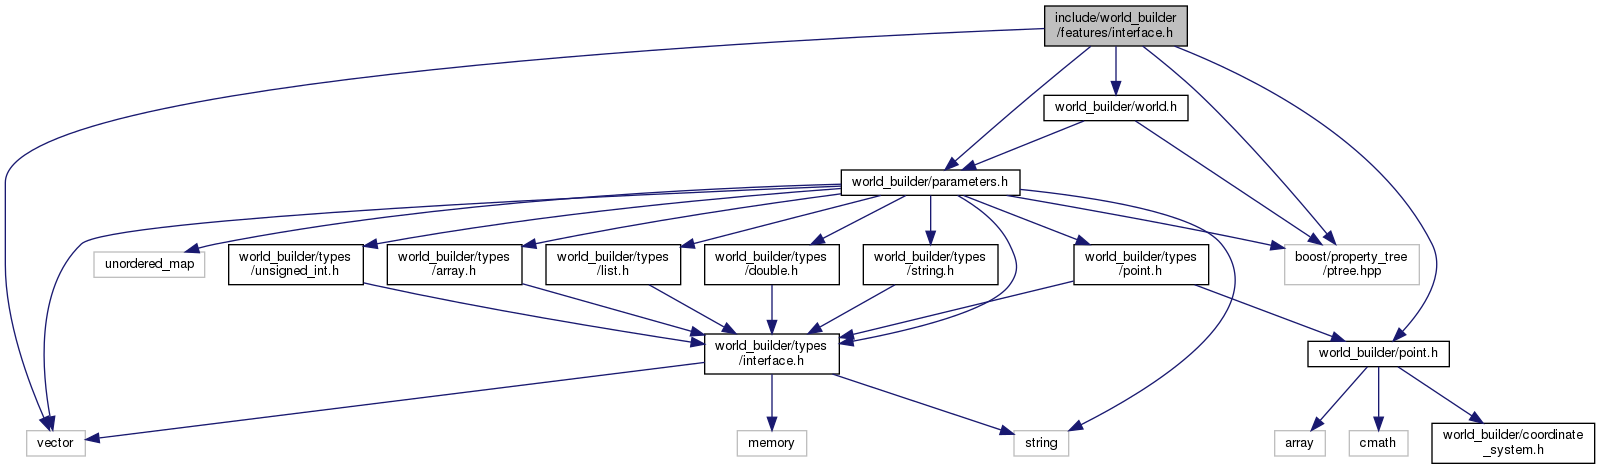 include/world_builder
/features/interface.h
world_builder/world.h
world_builder/parameters.h
unordered_map
world_builder/types
/unsigned_int.h
world_builder/types
/array.h
world_builder/types
/list.h
world_builder/types
/double.h
world_builder/types
/string.h
world_builder/types
/point.h
boost/property_tree
/ptree.hpp
world_builder/types
/interface.h
world_builder/point.h
vector
memory
string
array
cmath
world_builder/coordinate
_system.h